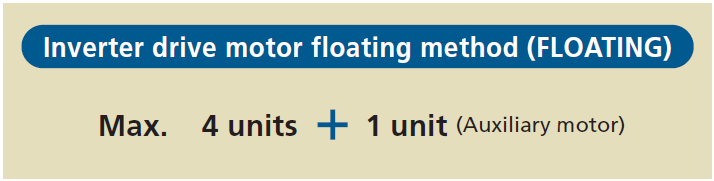 Inverter drive motor floating method (FLOATING)
Max. 4 units + 1 unit (Auxiliary motor)